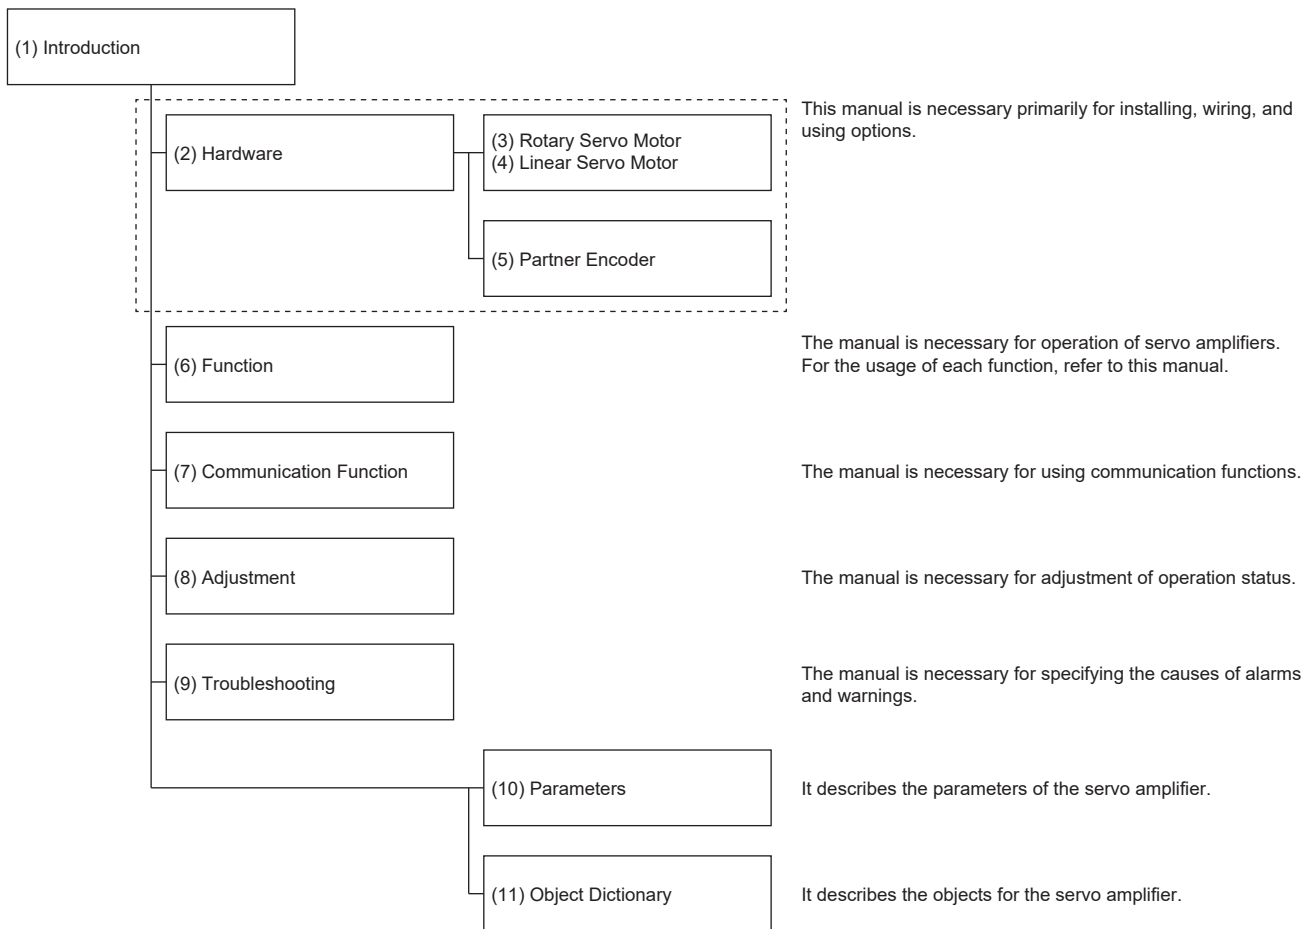 (1) Introduction
This manual is necessary primarily for installing, wiring, and
using options.
(2) Hardware
(3) Rotary Servo Motor
(4) Linear Servo Motor
(5) Partner Encoder
The manual is necessary for operation of servo amplifiers.
For the usage of each function, refer to this manual.
(6) Function
(7) Communication Function
The manual is necessary for using communication functions.
(8) Adjustment
The manual is necessary for adjustment of operation status.
(9) Troubleshooting
The manual is necessary for specifying the causes of alarms
and warnings.
(10) Parameters
It describes the parameters of the servo amplifier.
(11) Object Dictionary
It describes the objects for the servo amplifier.